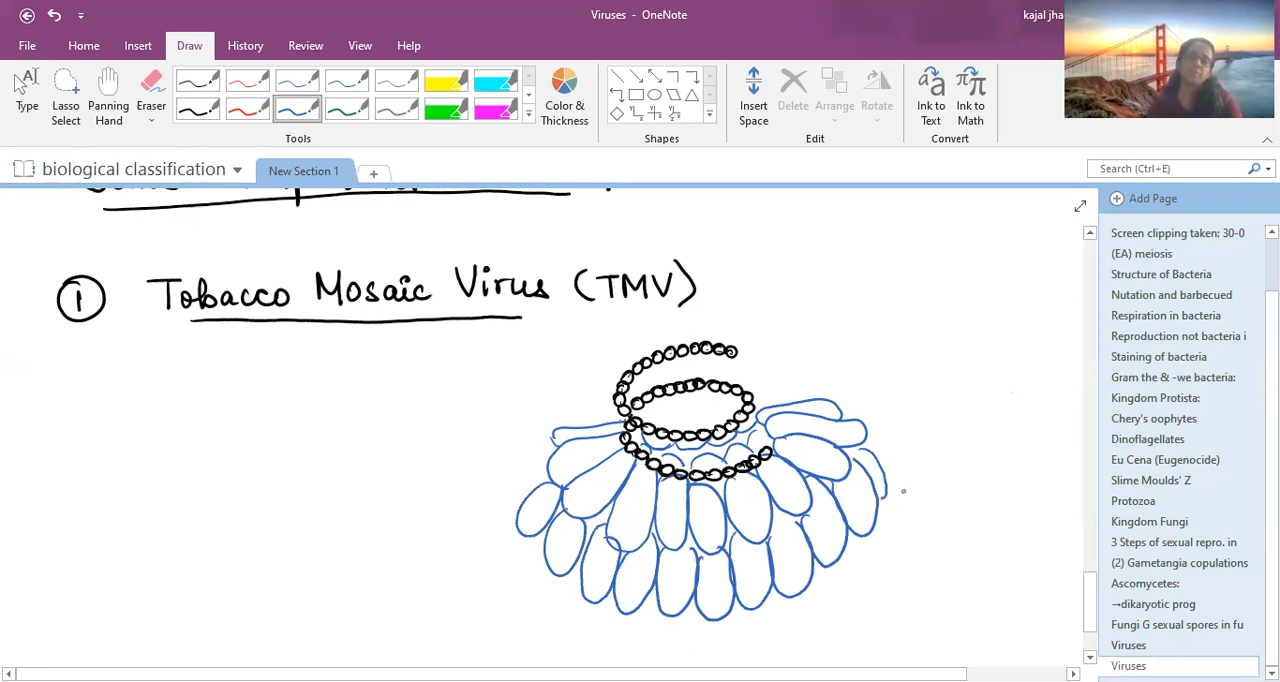 Viruses - OneNote
kajal jha
File Home Insert Draw History Review View Help
Type
Lasso Select
Panning Hand
Eraser
Color & Thickness
Insert Space
Delete
Arrange
Rotate
Ink to Text
Ink to Math
Tools
Shapes
Edit
Convert
biological classification
New Section 1
Search (Ctrl+E)
Add Page
① Tobacco Mosaic Virus (TMV)
Screen clipping taken: 30-0
(EA) meiosis
Structure of Bacteria
Nutation and barbecued
Respiration in bacteria
Reproduction not bacteria i
Staining of bacteria
Gram the & -we bacteria:
Kingdom Protista:
Chery's oophytes
Dinoflagellates
Eu Cena (Eugenocide)
Slime Moulds' Z
Protozoa
Kingdom Fungi
3 Steps of sexual repro. in
(2) Gametangia copulations
Ascomycetes:
→dikaryotic prog
Fungi G sexual spores in fu
Viruses
Viruses